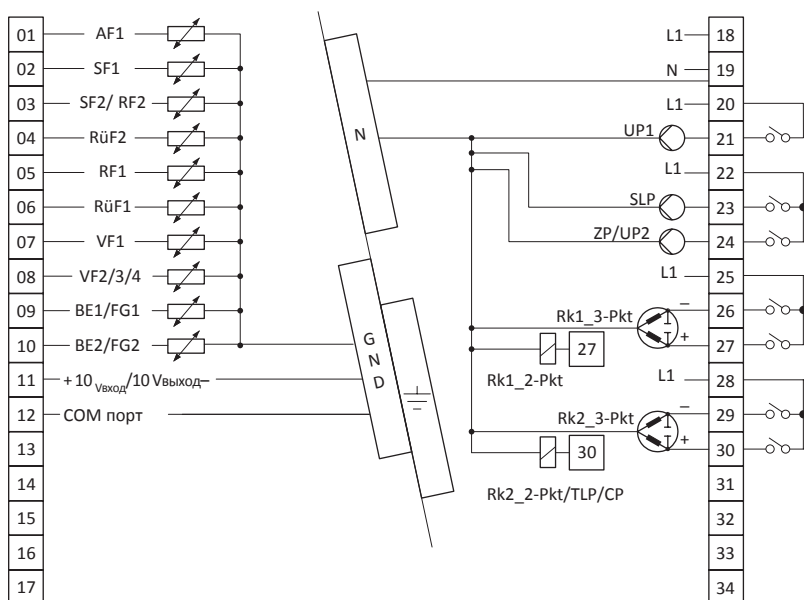 01 AF1 L1 18
02 SF1 N 19
03 SF2/ RF2 L1 20
04 RüF2 N UP1 21
05 RF1 L1 22
06 RüF1 SLP 23
07 VF1 ZP/UP2 24
08 VF2/3/4 L1 25
09 BE1/FG1 Rk1_3-Pkt – 26
10 BE2/FG2 GND 27 + 27
Rk1_2-Pkt
11 + 10 Vвход/10 Vвыход– L1 28
12 COM порт Rk2_3-Pkt – 29
13 30 + 30
Rk2_2-Pkt/TLP/CP
14 31
15 32
16 33
17 34